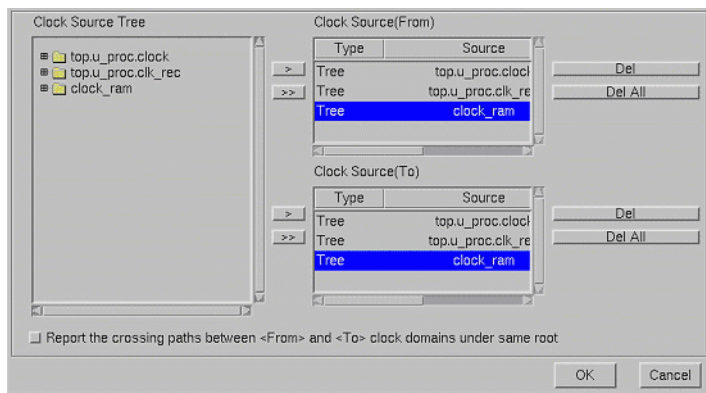 Clock Source Tree
Clock Source(From)
top.u_proc.clock
top.u_proc.clk_rec
clock_ram
>
>>
Type Source
Tree top.u_proc.clock
Tree top.u_proc.clk_re
Tree clock_ram
Del
Del All
Clock Source(To)
>
>>
Type Source
Tree top.u_proc.clock
Tree top.u_proc.clk_re
Tree clock_ram
Del
Del All
Report the crossing paths between <From> and <To> clock domains under same root
OK Cancel